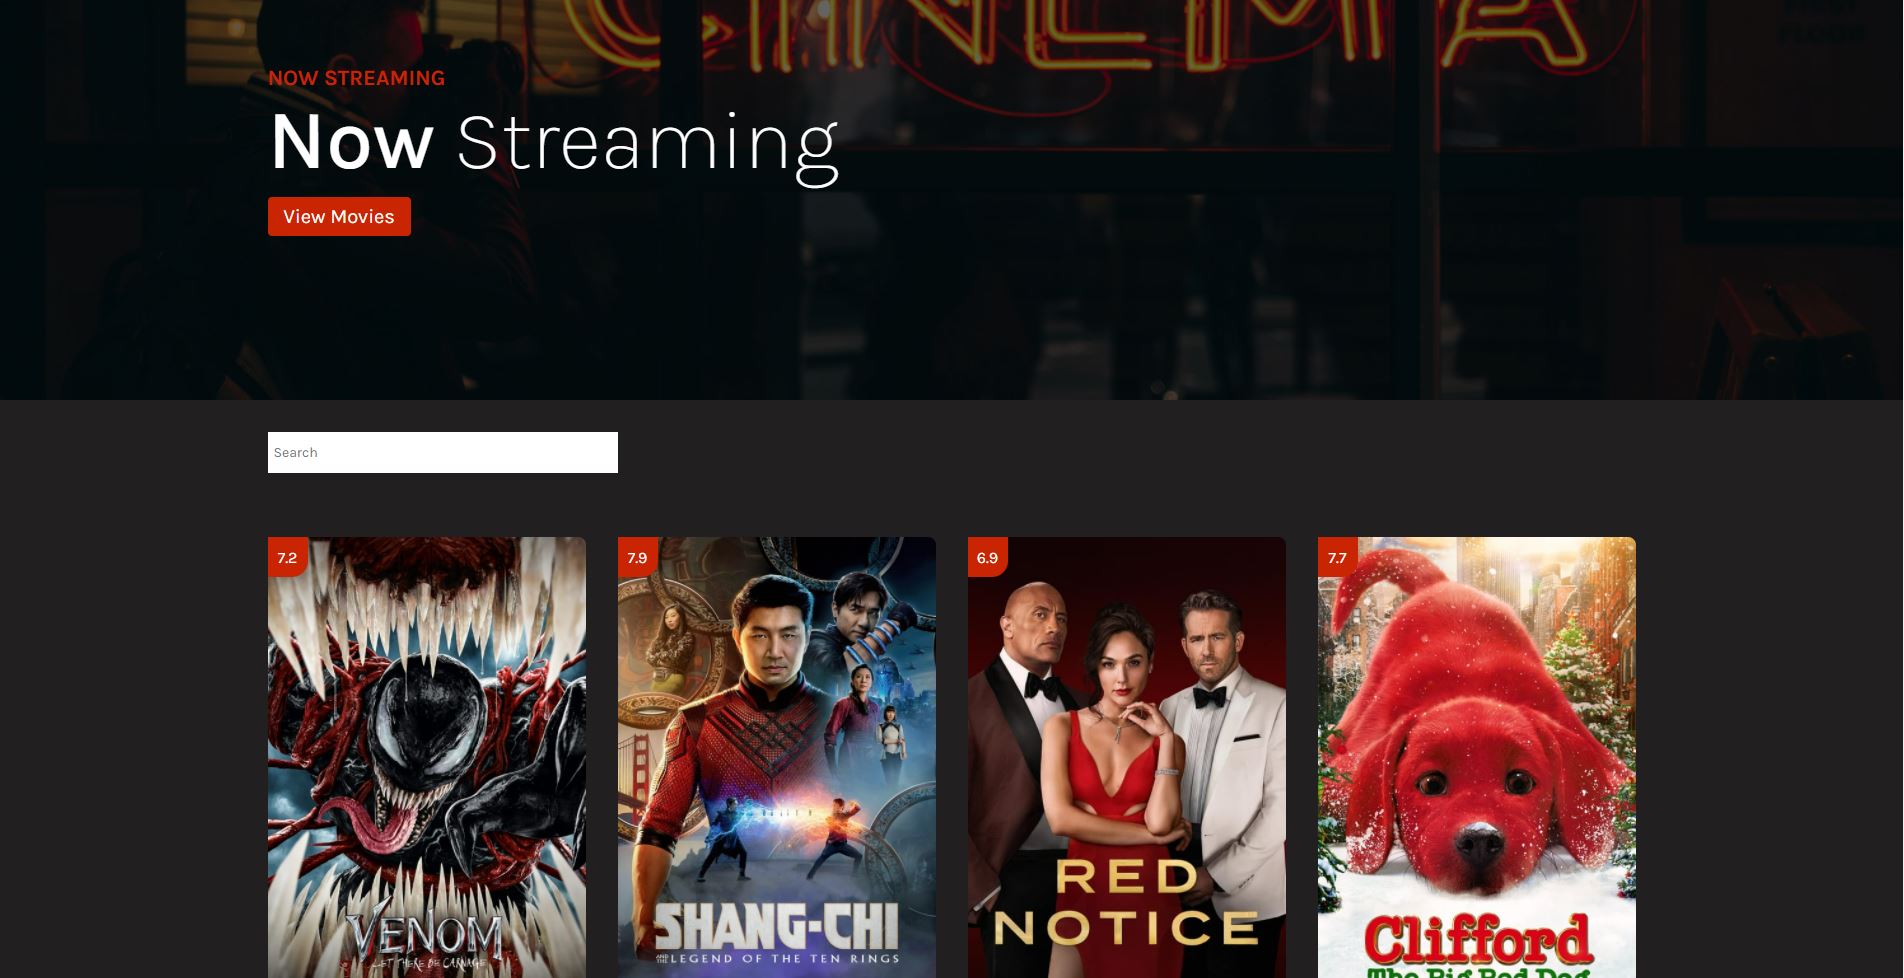 CINEMA
NOW STREAMING
Now Streaming
View Movies
Search
7.2
7.9
6.9
7.7
VENOM
LET THERE BE CARNAGE
SHANG-CHI
AND THE LEGEND OF THE TEN RINGS
RED
NOTICE
Clifford
The Big Red Dog